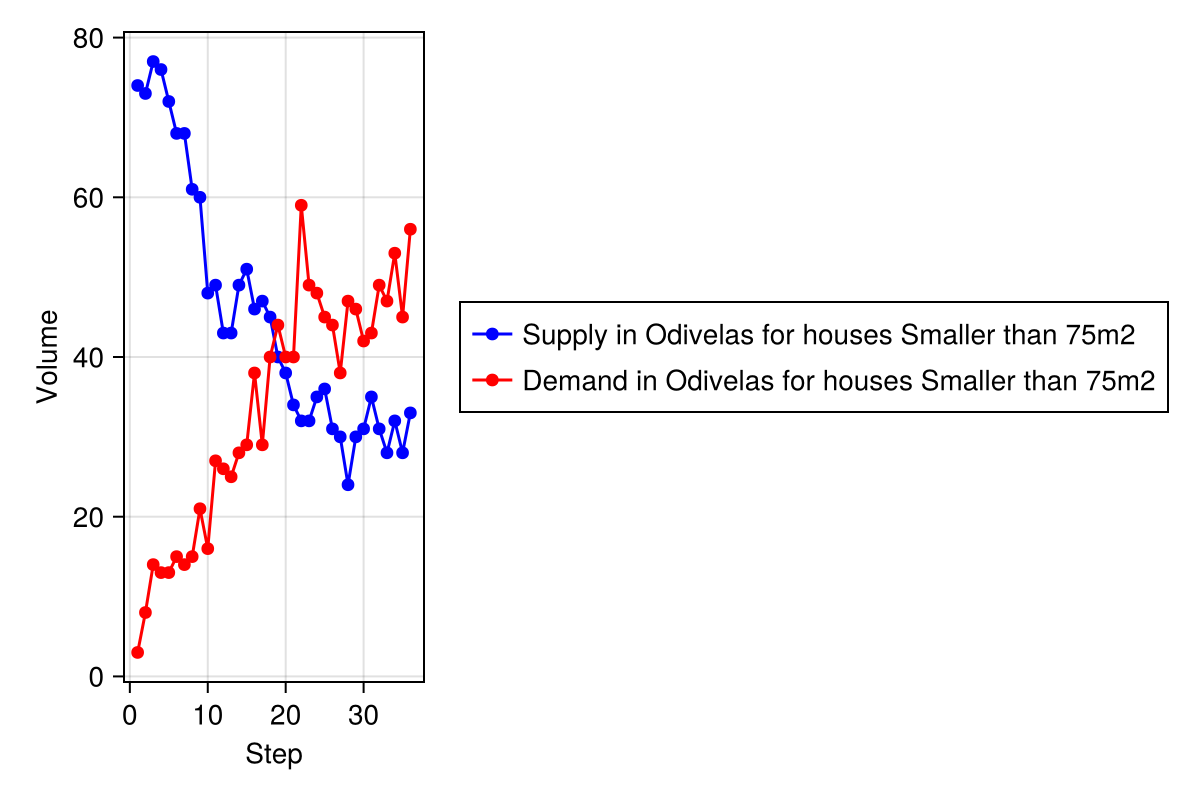 80
60
40
20
0
Volume
0 10 20 30
Step
Supply in Odivelas for houses Smaller than 75m2
Demand in Odivelas for houses Smaller than 75m2